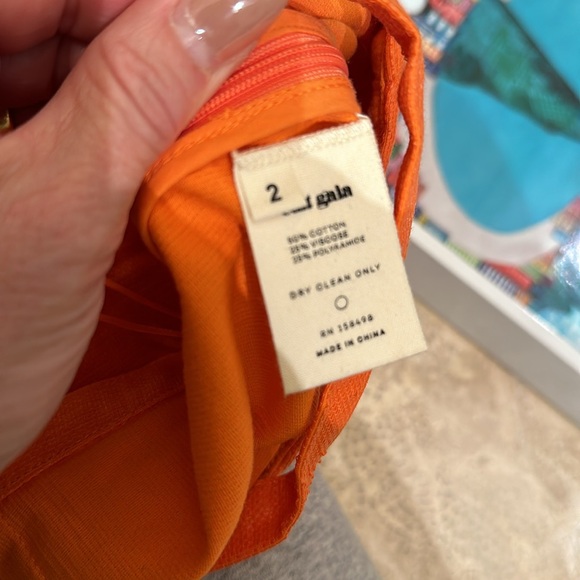 2
gala
50% COTTON
25% VISCOSE
25% POLYAMIDE
DRY CLEAN ONLY
RN 158498
MADE IN CHINA